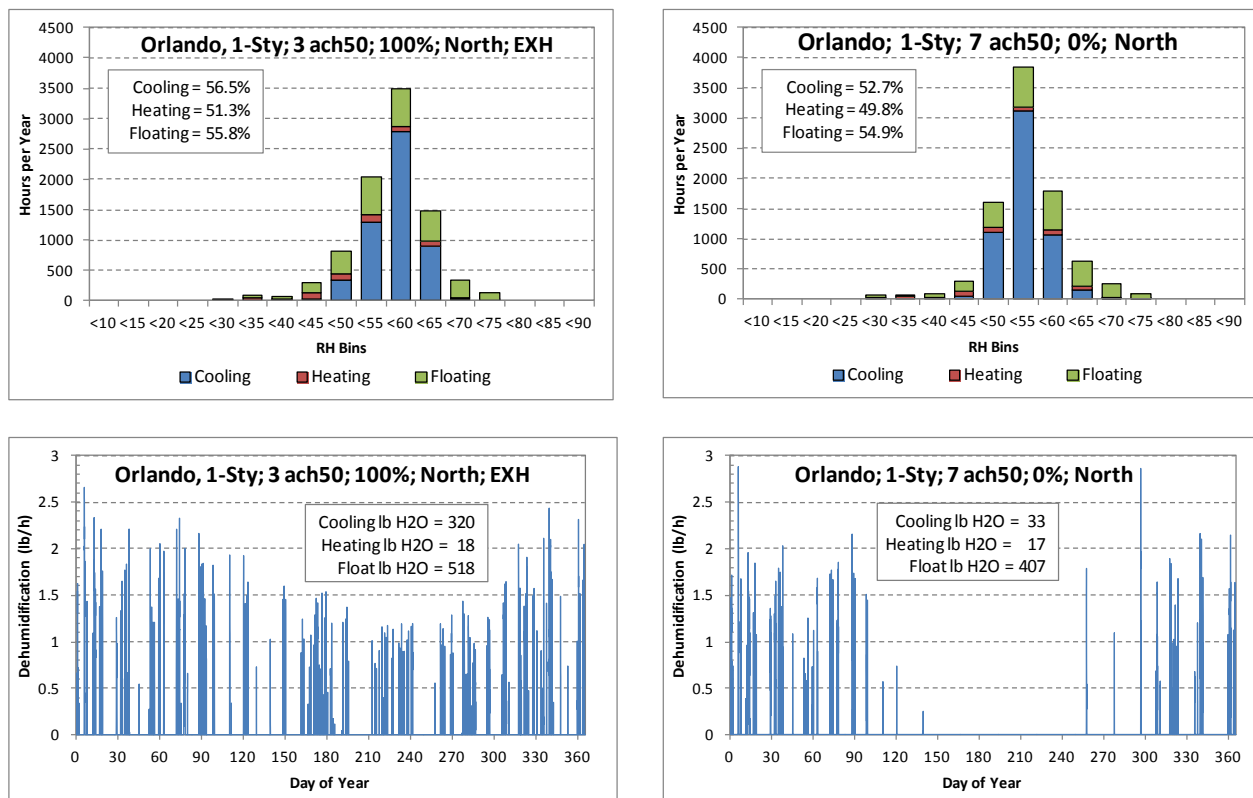 Orlando, 1-Sty; 3 ach50; 100%; North; EXH
Cooling = 56.5%
Heating = 51.3%
Floating = 55.8%
Hours per Year
4500
4000
3500
3000
2500
2000
1500
1000
500
0
<10 <15 <20 <25 <30 <35 <40 <45 <50 <55 <60 <65 <70 <75 <80 <85 <90
RH Bins
Cooling Heating Floating
Orlando; 1-Sty; 7 ach50; 0%; North
Cooling = 52.7%
Heating = 49.8%
Floating = 54.9%
Hours per Year
4500
4000
3500
3000
2500
2000
1500
1000
500
0
<10 <15 <20 <25 <30 <35 <40 <45 <50 <55 <60 <65 <70 <75 <80 <85 <90
RH Bins
Cooling Heating Floating
Orlando, 1-Sty; 3 ach50; 100%; North; EXH
Cooling lb H2O = 320
Heating lb H2O = 18
Float lb H2O = 518
Dehumidification (lb/h)
3
2.5
2
1.5
1
0.5
0
0 30 60 90 120 150 180 210 240 270 300 330 360
Day of Year
Orlando; 1-Sty; 7 ach50; 0%; North
Cooling lb H2O = 33
Heating lb H2O = 17
Float lb H2O = 407
Dehumidification (lb/h)
3
2.5
2
1.5
1
0.5
0
0 30 60 90 120 150 180 210 240 270 300 330 360
Day of Year